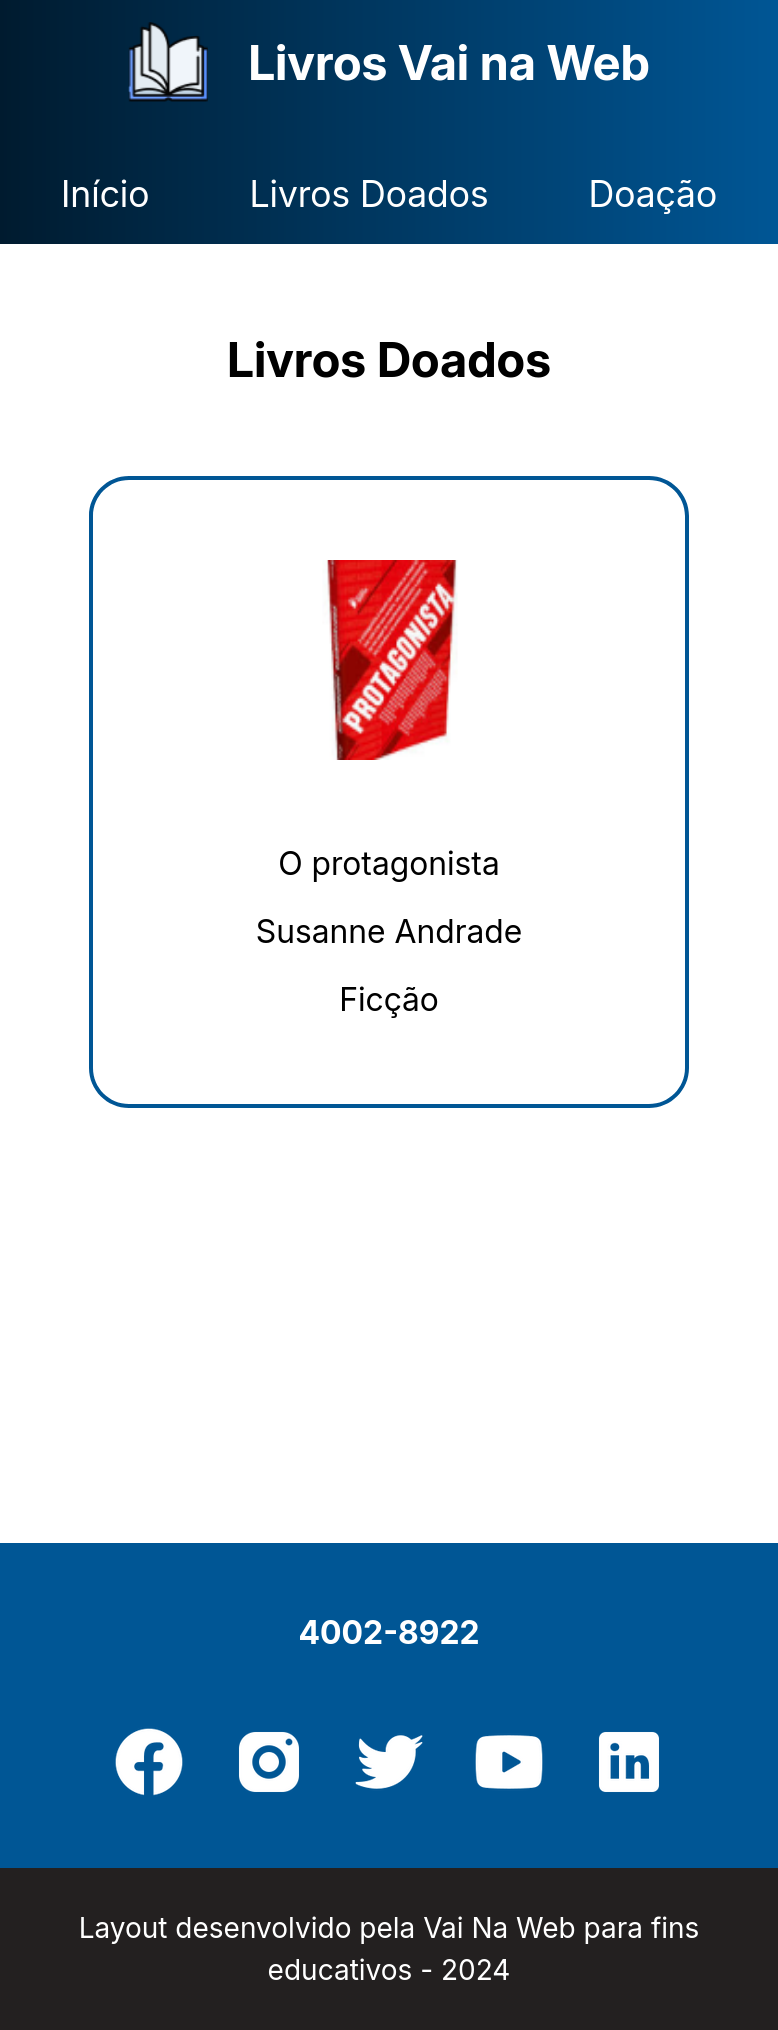 Livros Vai na Web
Início Livros Doados Doação
Livros Doados
PROTAGONISTA
O protagonista
Susanne Andrade
Ficção
4002-8922
in
Layout desenvolvido pela Vai Na Web para fins
educativos - 2024